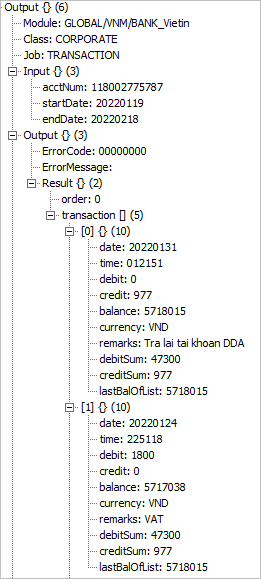 Output {} (6)
Module: GLOBAL/VNM/BANK_Vietin
Class: CORPORATE
Job: TRANSACTION
Input {} (3)
acctNum: 118002775787
startDate: 20220119
endDate: 20220218
Output {} (3)
ErrorCode: 00000000
ErrorMessage:
Result {} (2)
order: 0
transaction [] (5)
[0] {} (10)
date: 20220131
time: 012151
debit: 0
credit: 977
balance: 5718015
currency: VND
remarks: Tra lai tai khoan DDA
debitSum: 47300
creditSum: 977
lastBalOfList: 5718015
[1] {} (10)
date: 20220124
time: 225118
debit: 1800
credit: 0
balance: 5717038
currency: VND
remarks: VAT
debitSum: 47300
creditSum: 977
lastBalOfList: 5718015